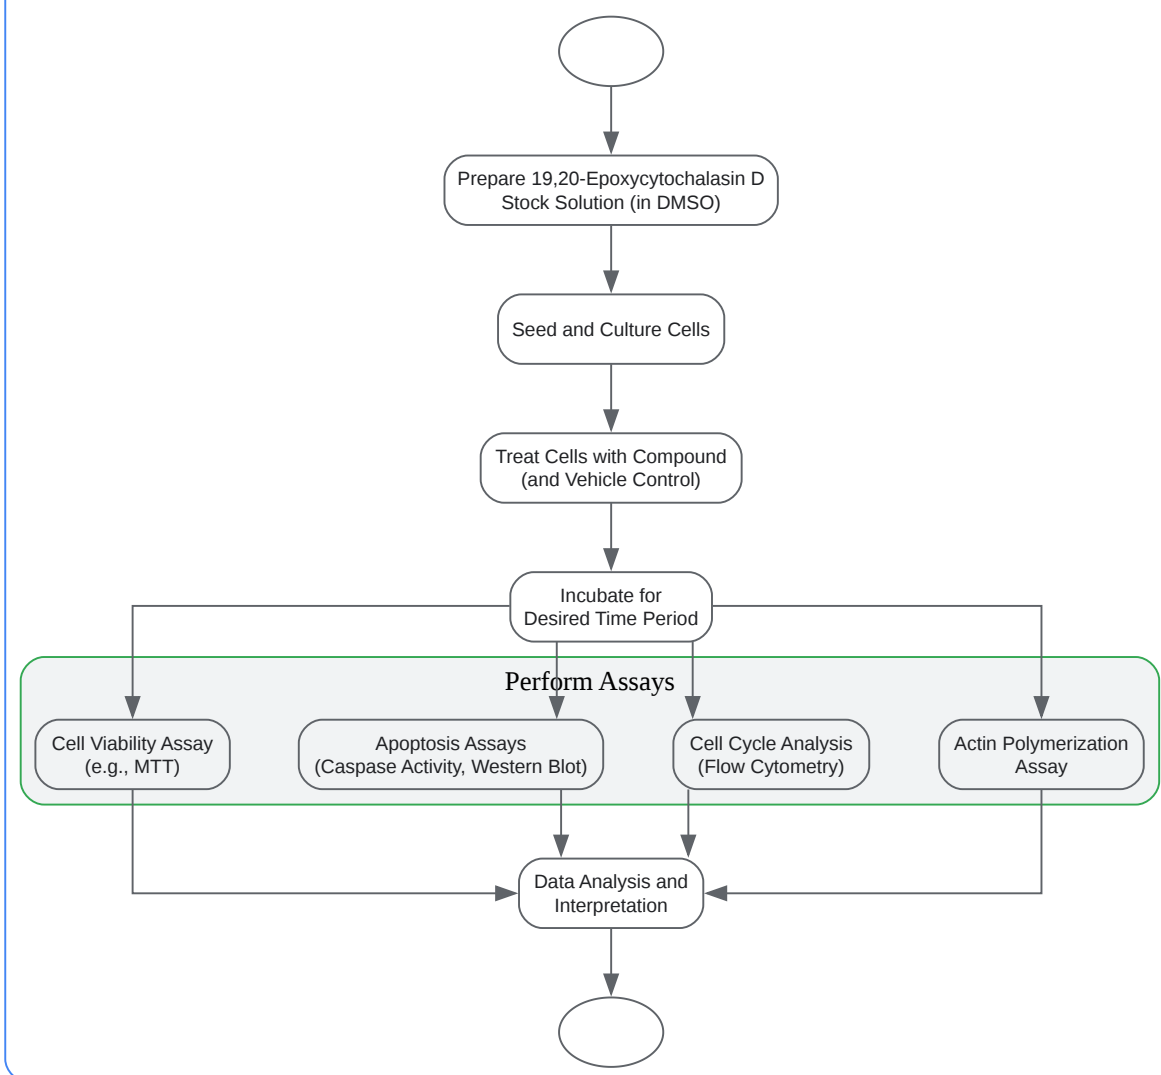 Prepare 19,20-Epoxycytochalasin D
Stock Solution (in DMSO)
Seed and Culture Cells
Treat Cells with Compound
(and Vehicle Control)
Incubate for
Desired Time Period
Perform Assays
Cell Viability Assay
(e.g., MTT)
Apoptosis Assays
(Caspase Activity, Western Blot)
Cell Cycle Analysis
(Flow Cytometry)
Actin Polymerization
Assay
Data Analysis and
Interpretation